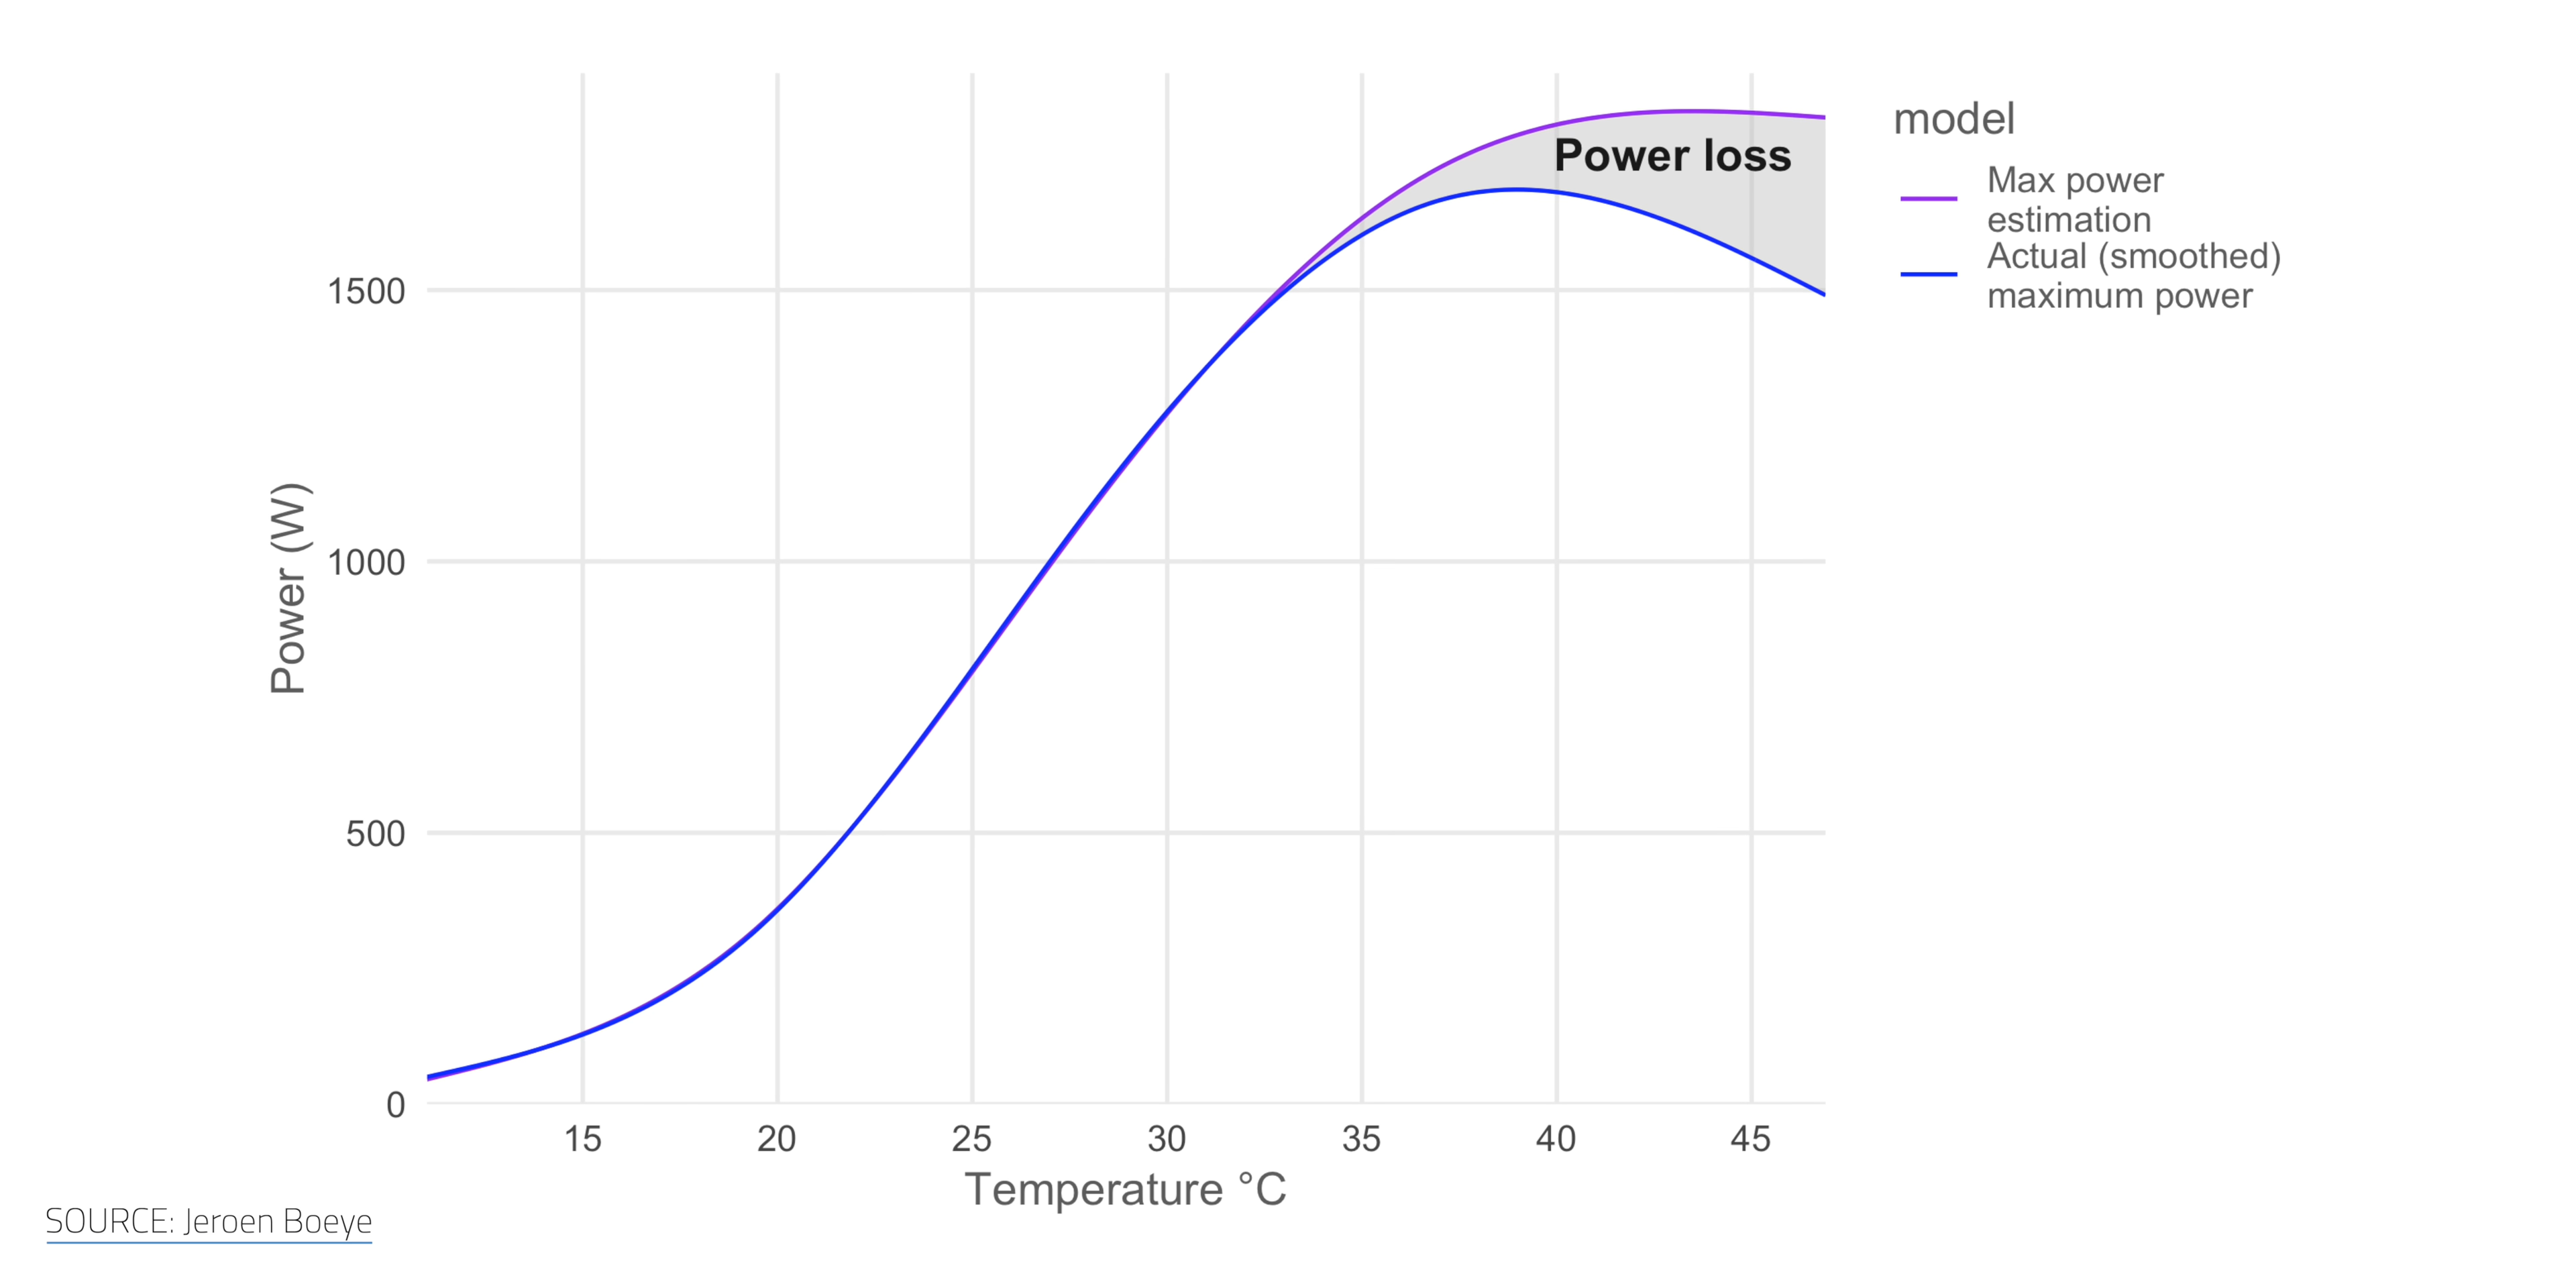 model
Max power
estimation
Actual (smoothed)
maximum power
Power loss
Power (W)
1500
1000
500
0
15 20 25 30 35 40 45
Temperature °C
SOURCE: Jeroen Boeye